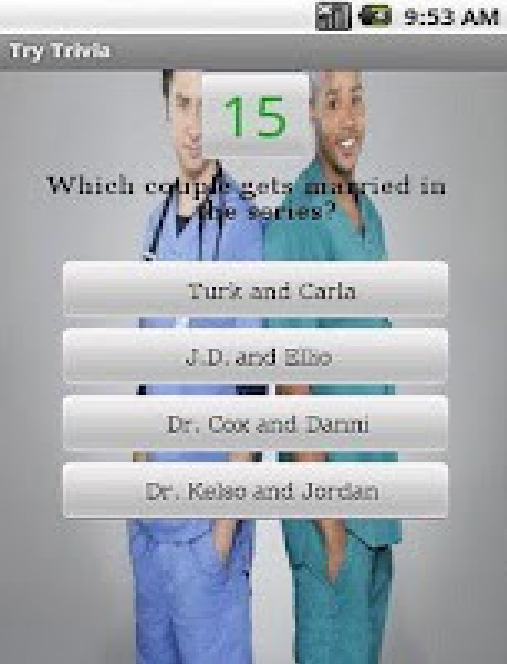 9:53 AM
Try Trivia
15
Which couple gets married in
the series?
Turk and Carla
J.D. and Ellio
Dr. Cox and Danni
Dr. Kelso and Jordan